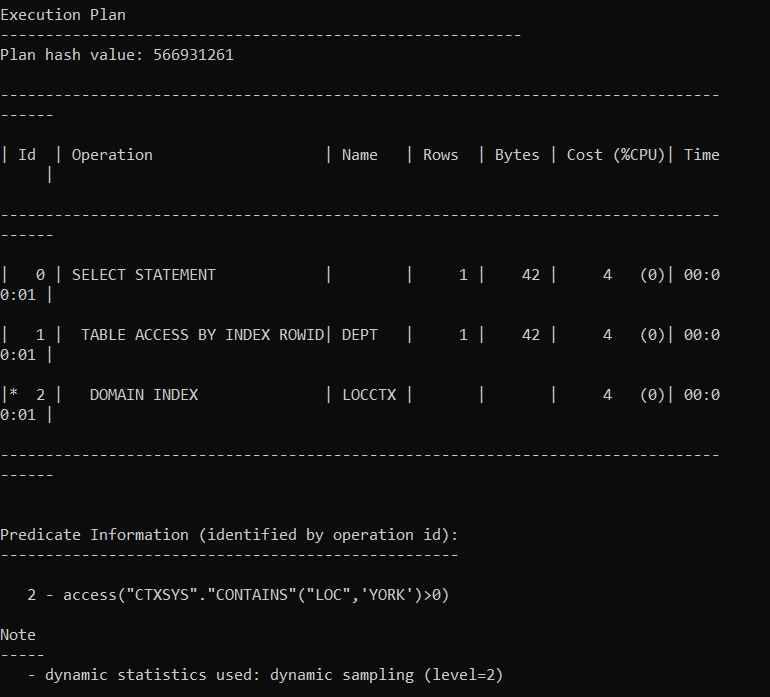 Execution Plan
----------------------------------------------------------
Plan hash value: 566931261

--------------------------------------------------------------------------------
------

| Id  | Operation                   | Name   | Rows  | Bytes | Cost (%CPU)| Time
     |

--------------------------------------------------------------------------------
------

|   0 | SELECT STATEMENT            |        |     1 |    42 |     4   (0)| 00:0
0:01 |

|   1 |  TABLE ACCESS BY INDEX ROWID| DEPT   |     1 |    42 |     4   (0)| 00:0
0:01 |

|*  2 |   DOMAIN INDEX              | LOCCTX |       |       |     4   (0)| 00:0
0:01 |

--------------------------------------------------------------------------------
------


Predicate Information (identified by operation id):
---------------------------------------------------

   2 - access("CTXSYS"."CONTAINS"("LOC",'YORK')>0)

Note
-----
   - dynamic statistics used: dynamic sampling (level=2)